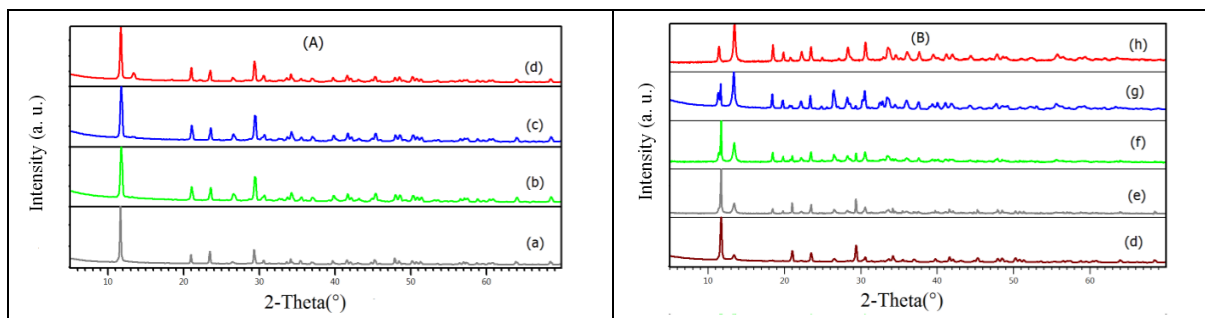 (A)
(d)
(c)
(b)
(a)
Intensity (a. u.)
10 20 30 40 50 60
2-Theta(°)
(B)
(h)
(g)
(f)
(e)
(d)
Intensity (a. u.)
10 20 30 40 50 60
2-Theta(°)